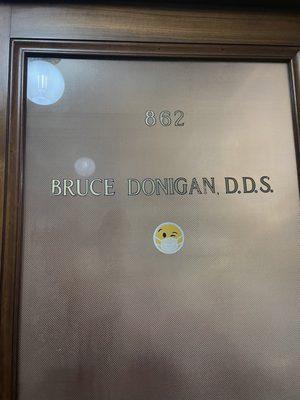 862
BRUCE DONIGAN, D.D.S.